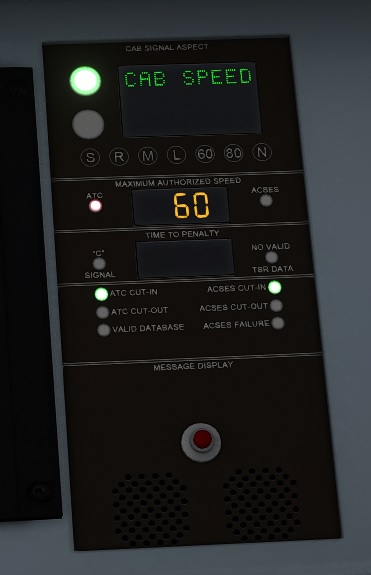 CAB SIGNAL ASPECT
CAB SPEED
S R M L 60 80 N
MAXIMUM AUTHORIZED SPEED
ATC
60
ACSES
TIME TO PENALTY
"C"
SIGNAL
NO VALID
TSR DATA
ATC CUT-IN
ACSES CUT-IN
ATC CUT-OUT
ACSES CUT-OUT
VALID DATABASE
ACSES FAILURE
MESSAGE DISPLAY